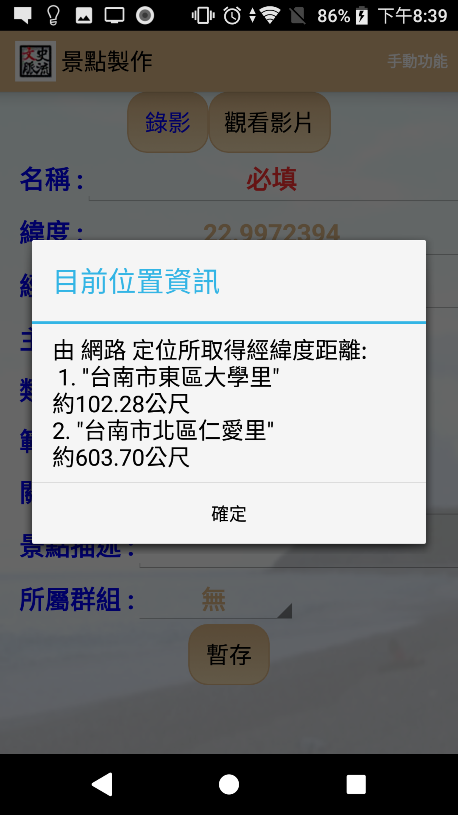 86% 下午8:39
文史脈流 景點製作 手動功能
錄影 觀看影片
名稱 : 必填
緯度 : 22.9972394
目前位置資訊
由 網路 定位所取得經緯度距離:
1. "台南市東區大學里"
約102.28公尺
2. "台南市北區仁愛里"
約603.70公尺
確定
景點描述 :
所屬群組 : 無
暫存